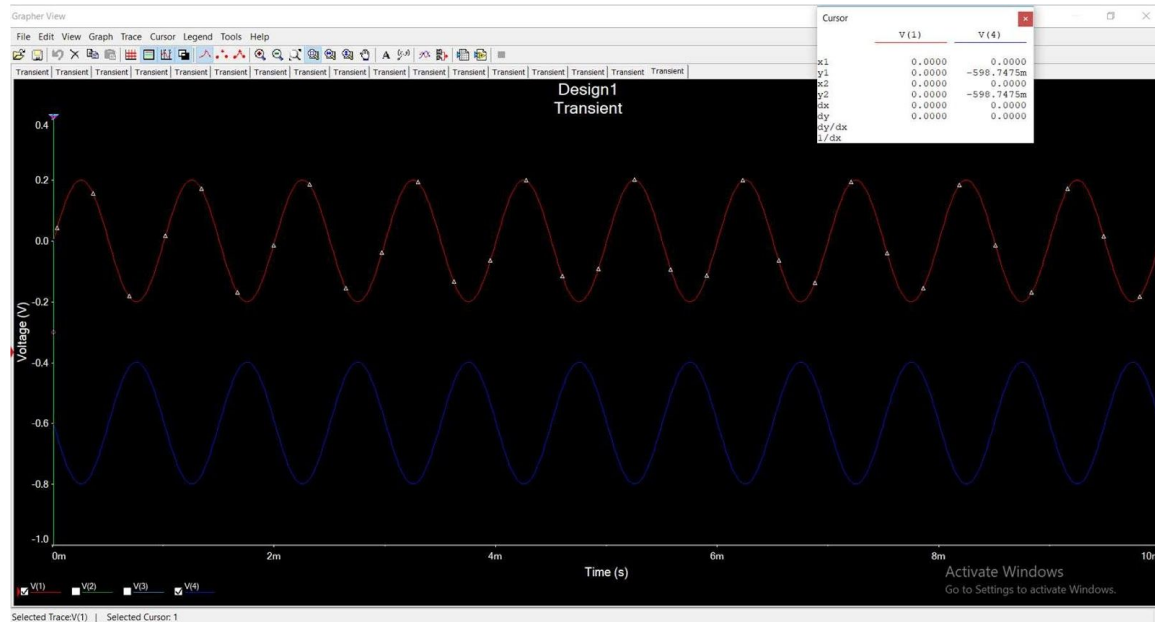 Grapher View
File Edit View Graph Trace Cursor Legend Tools Help
Transient Transient Transient Transient Transient Transient Transient Transient Transient Transient Transient Transient Transient Transient Transient Transient Transient
Cursor
V(1) V(4)
x1 0.0000 0.0000
y1 0.0000 -598.7475m
x2 0.0000 0.0000
y2 0.0000 -598.7475m
dx 0.0000 0.0000
dy 0.0000 0.0000
dy/dx
1/dx
Design1
Transient
0.4
0.2
0.0
-0.2
-0.4
-0.6
-0.8
-1.0
Voltage (V)
0m 2m 4m 6m 8m 10m
Time (s)
V(1) V(2) V(3) V(4)
Activate Windows
Go to Settings to activate Windows.
Selected Trace:V(1) | Selected Cursor: 1